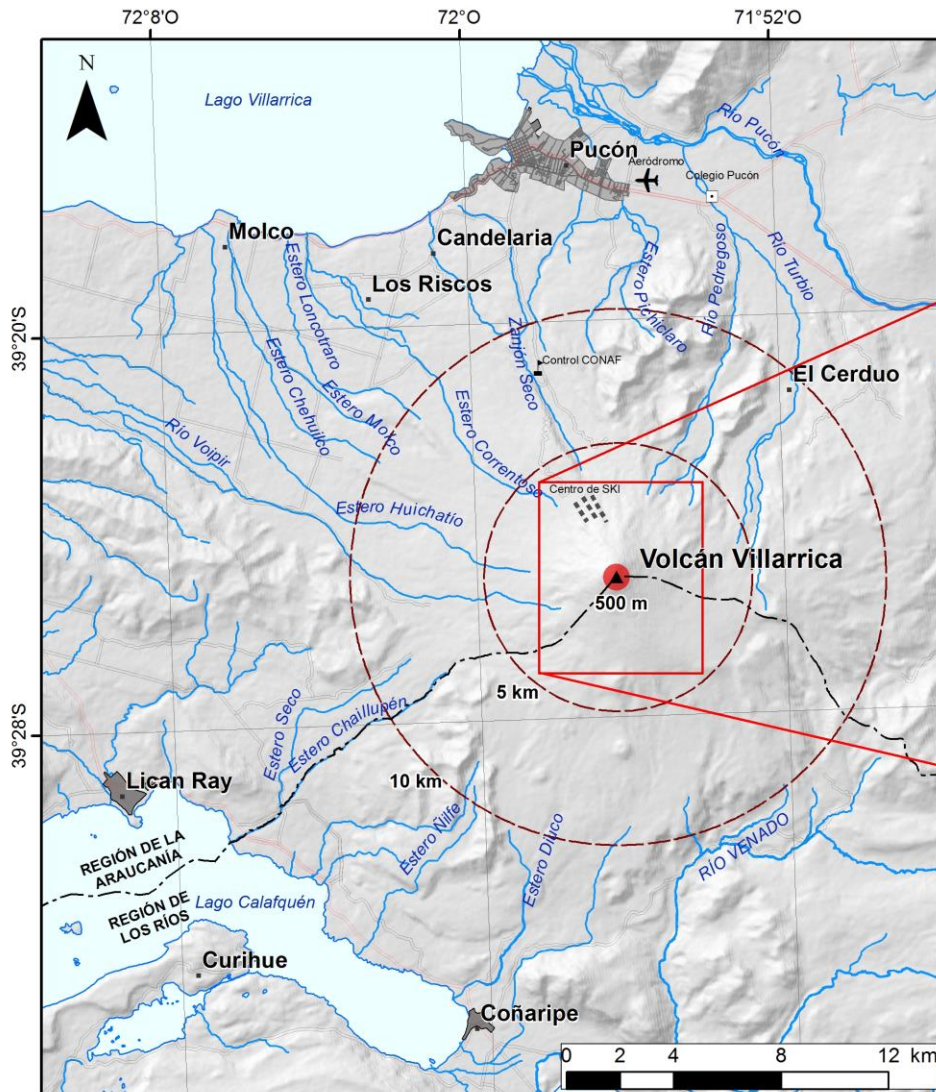 72°8'O
72°O
71°52'O
N
Lago Villarrica
Río Pucón
Pucón
Aeródromo
Colegio Pucón
Molco
Candelaria
Los Riscos
Estero Loncotraro
Estero Pichiclaro
Río Pedregoso
Río Turbio
39°20'S
Zanjón Seco
Control CONAF
El Cerduo
Estero Chehuilco
Estero Molco
Río Voipir
Estero Correntoso
Centro de SKI
Estero Huichatío
Volcán Villarrica
500 m
5 km
39°28'S
Estero Seco
Estero Chaillupén
10 km
Lican Ray
Estero Ñilfe
Estero Diuco
RÍO VENADO
REGIÓN DE LA
ARAUCANÍA
REGIÓN DE
LOS RÍOS
Lago Calafquén
Curihue
Coñaripe
0 2 4 8 12 km